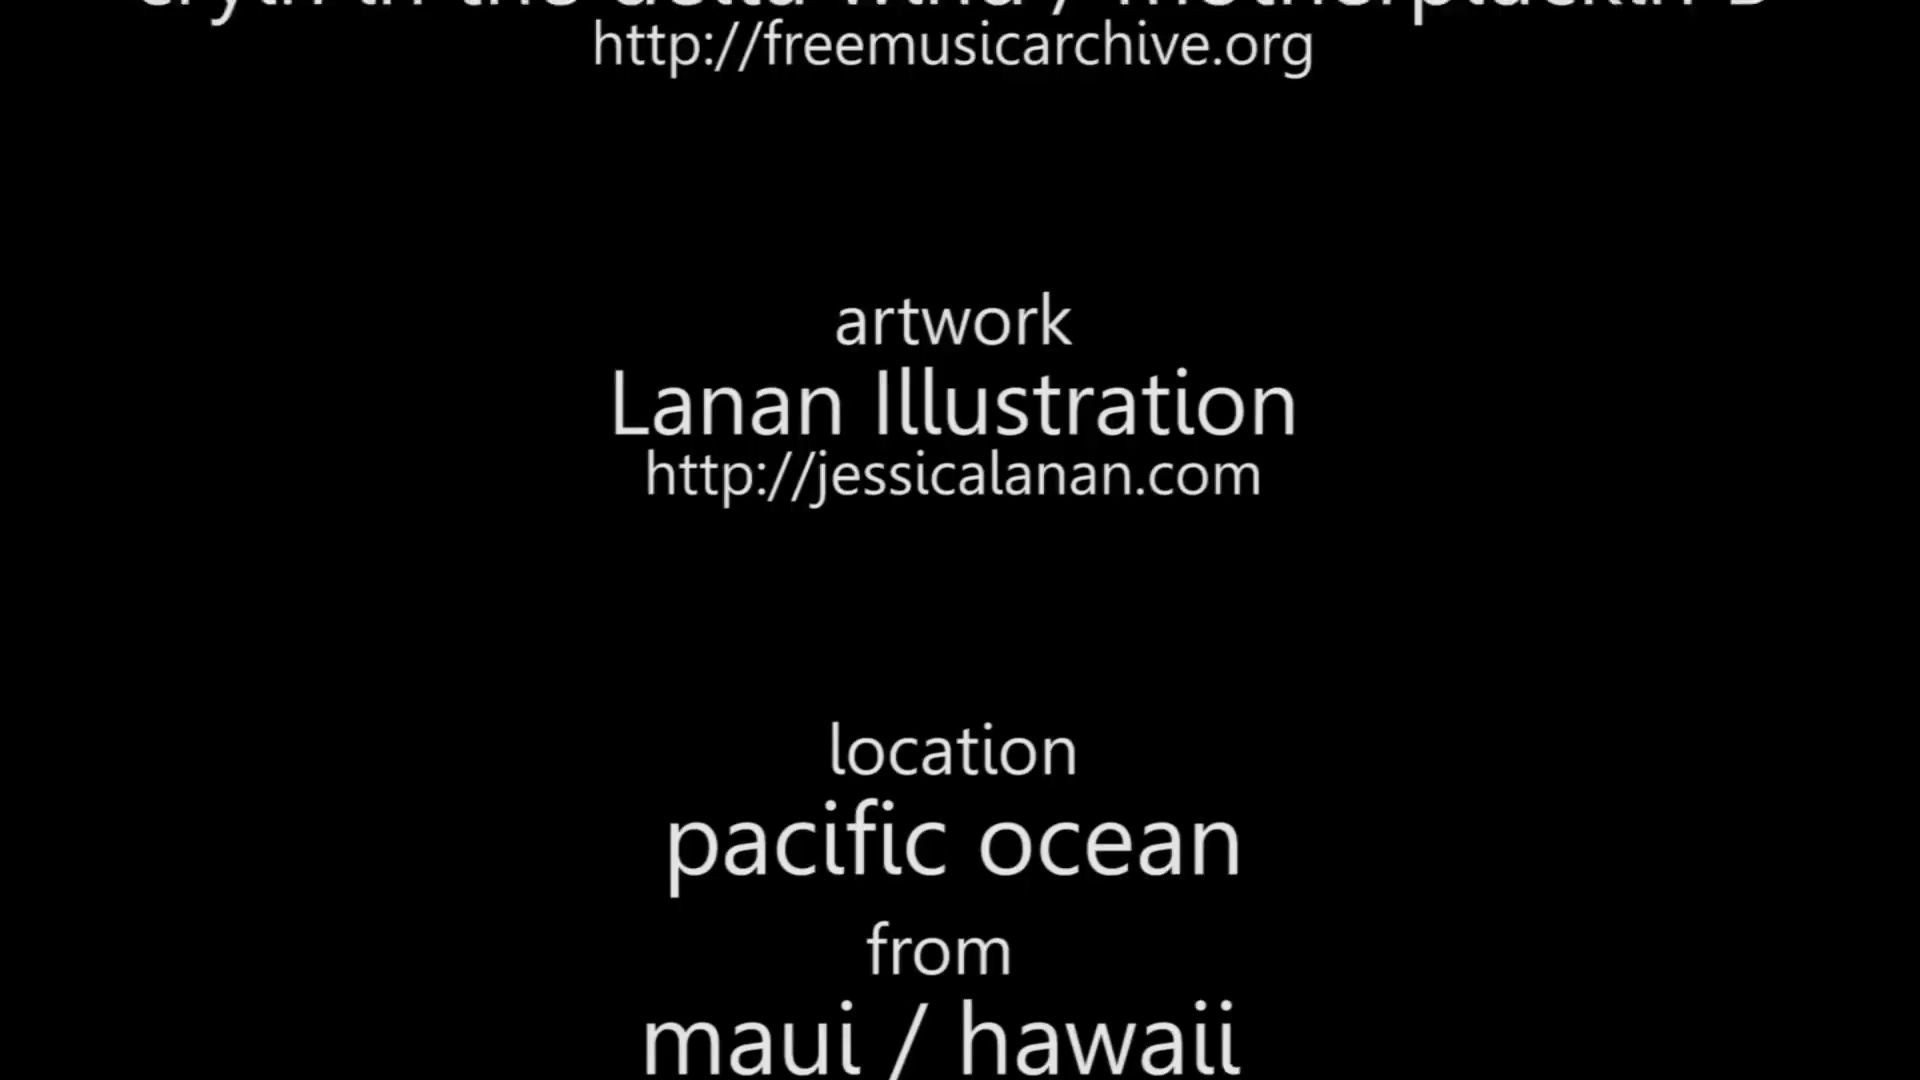 http://freemusicarchive.org
artwork
Lanan Illustration
http://jessicalanan.com
location
pacific ocean
from
maui / hawaii